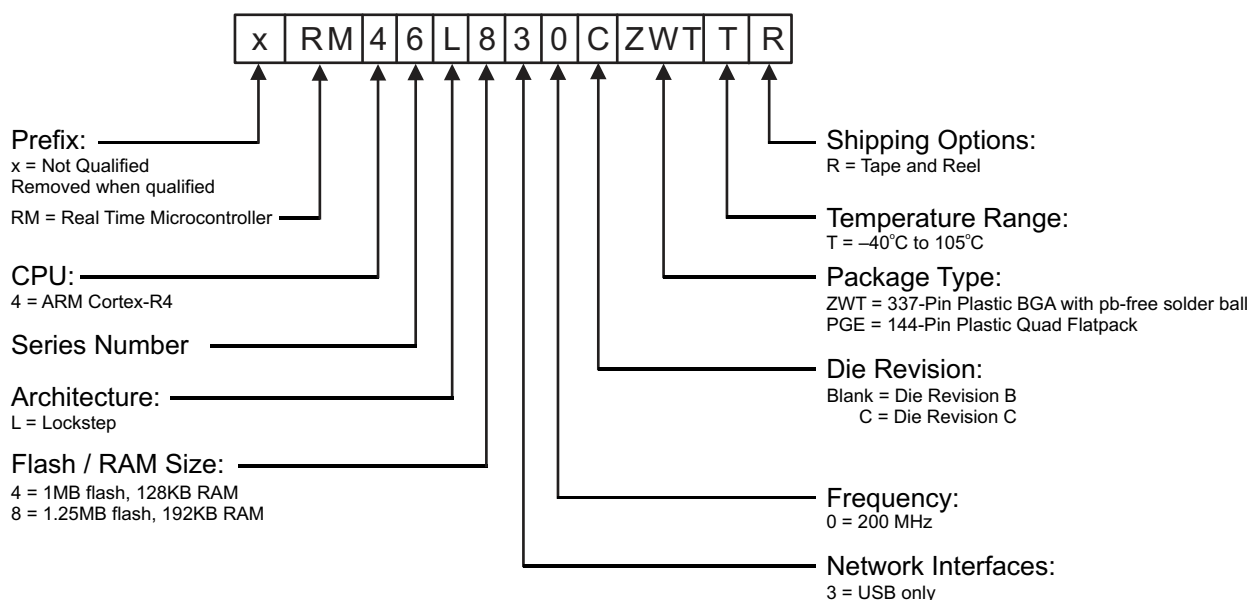 x RM 4 6 L 8 3 0 C ZWT T R
Prefix:
x = Not Qualified
Removed when qualified
RM = Real Time Microcontroller
CPU:
4 = ARM Cortex-R4
Series Number
Architecture:
L = Lockstep
Flash / RAM Size:
4 = 1MB flash, 128KB RAM
8 = 1.25MB flash, 192KB RAM
Shipping Options:
R = Tape and Reel
Temperature Range:
T = –40°C to 105°C
Package Type:
ZWT = 337-Pin Plastic BGA with pb-free solder ball
PGE = 144-Pin Plastic Quad Flatpack
Die Revision:
Blank = Die Revision B
C = Die Revision C
Frequency:
0 = 200 MHz
Network Interfaces:
3 = USB only